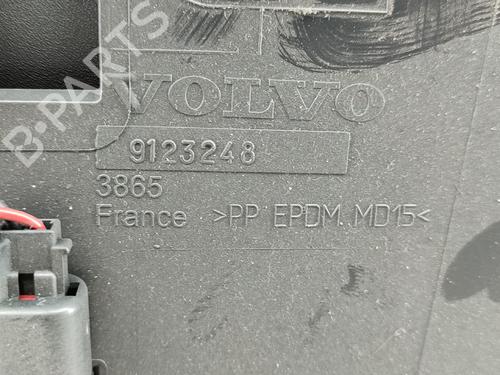 B-PARTS
VOLVO
9123248
3865
France >PP EPDM MD15<